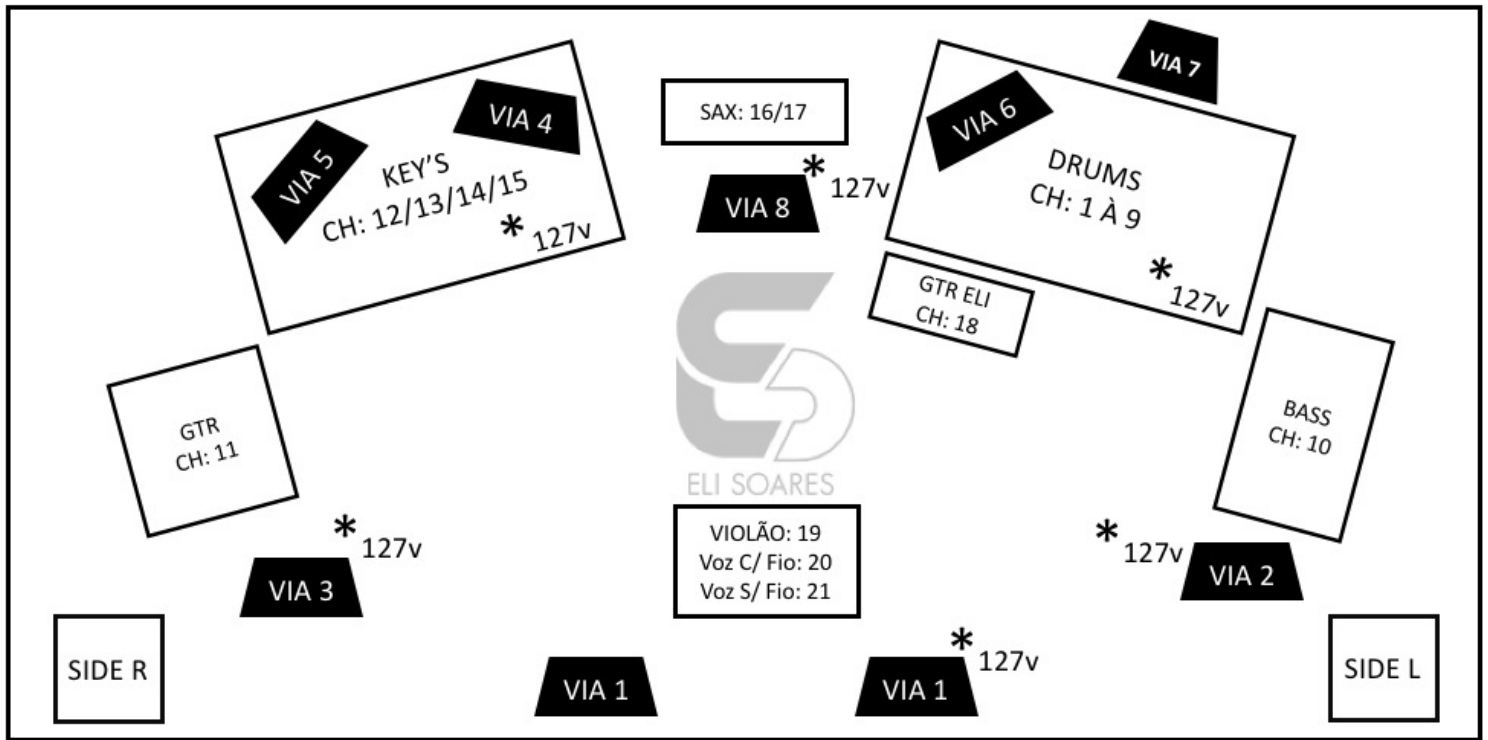 VIA 7
VIA 4
VIA 5
KEY'S
CH: 12/13/14/15
* 127v
SAX: 16/17
* 127v
VIA 8
VIA 6
DRUMS
CH: 1 À 9
* 127v
GTR ELI
CH: 18
ELI SOARES
GTR
CH: 11
BASS
CH: 10
* 127v
VIA 3
VIOLÃO: 19
Voz C/ Fio: 20
Voz S/ Fio: 21
* 127v
VIA 2
SIDE R
VIA 1
* 127v
VIA 1
SIDE L